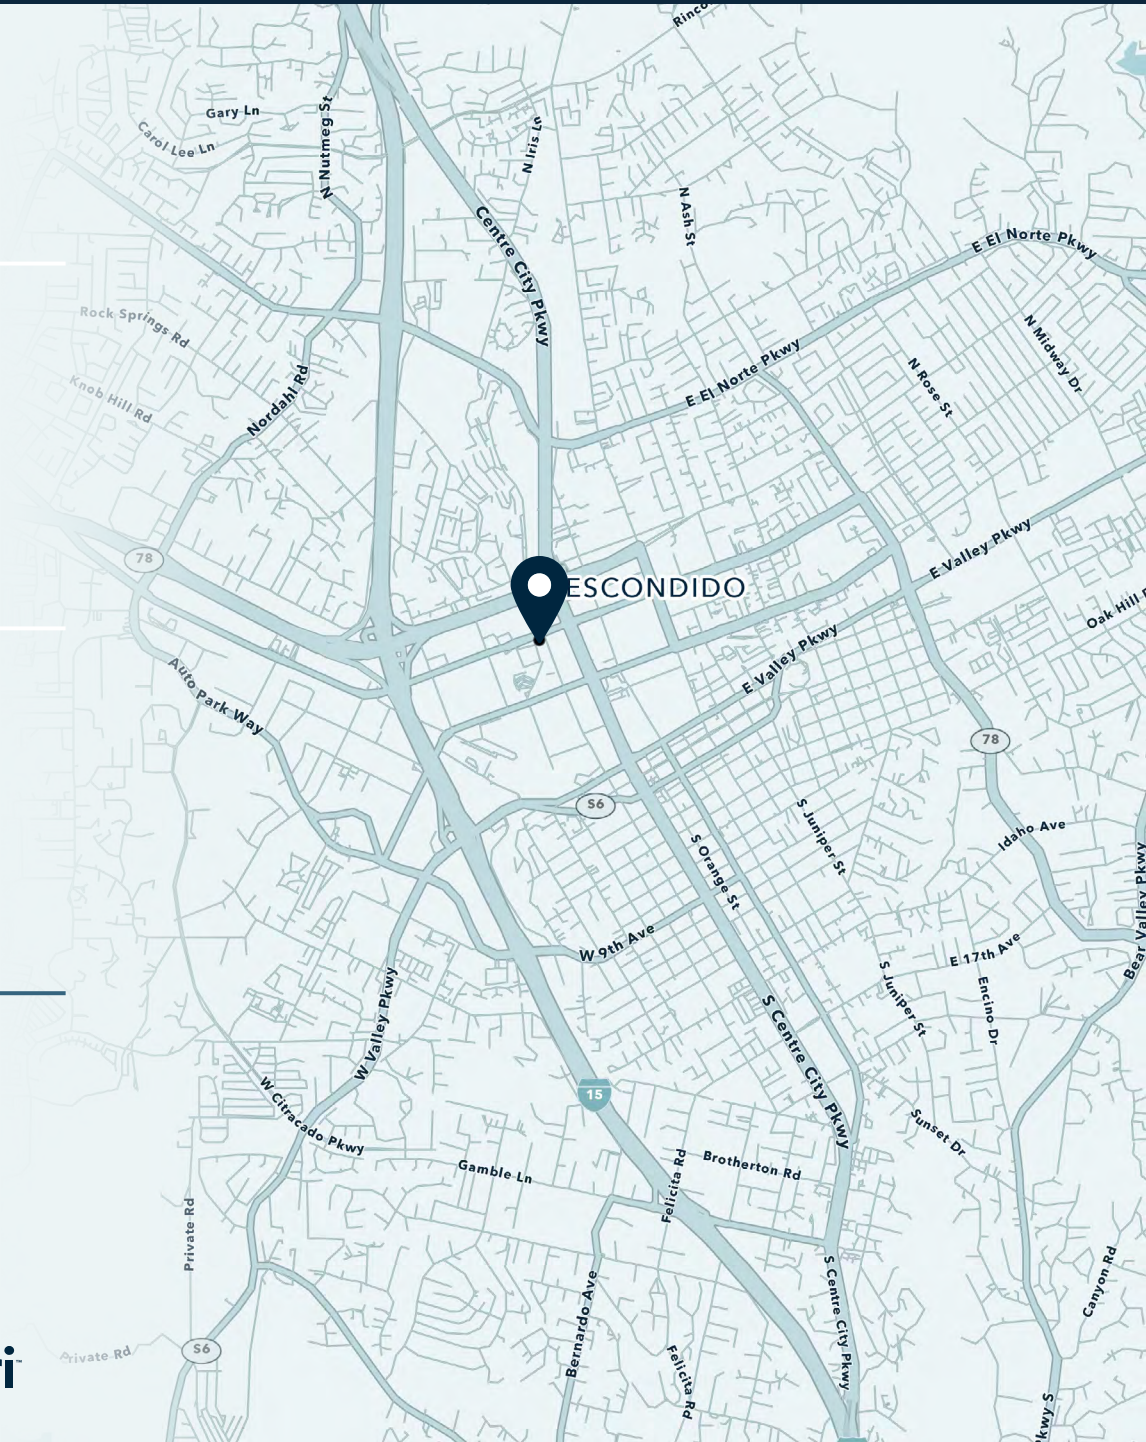 Rinco
Gary Ln
Carol Lee Ln
N Nutmeg St
N Iris Ln
N Ash St
Centre City Pkwy
E El Norte Pkwy
Rock Springs Rd
N Midway Dr
E El Norte Pkwy
N Rose St
Knob Hill Rd
Nordahl Rd
E Valley Pkwy
78
ESCONDIDO
Oak Hill
E Valley Pkwy
Auto Park Way
78
S6
S Juniper St
Idaho Ave
S Orange St
Bear Valley Pkwy
W 9th Ave
E 17th Ave
S Juniper St
Encino Dr
W Valley Pkwy
S Centre City Pkwy
15
W Citracado Pkwy
Sunset Dr
Brotherton Rd
Gamble Ln
Felicita Rd
Private Rd
Canyon Rd
S Centre City Pkwy
Bernardo Ave
S6
Private Rd
Felicita Rd
i™
kwy S